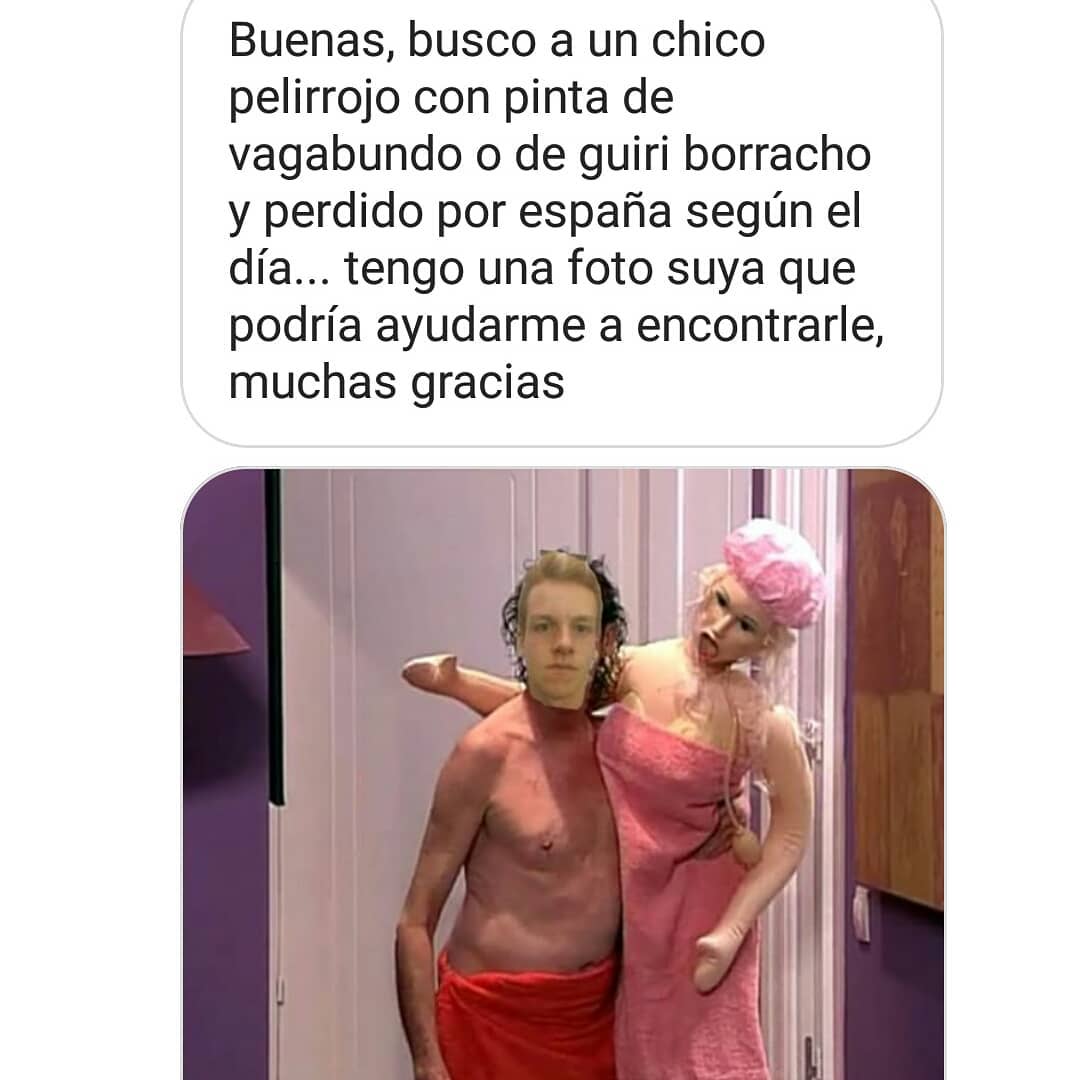 Buenas, busco a un chico
pelirrojo con pinta de
vagabundo o de guiri borracho
y perdido por españa según el
día... tengo una foto suya que
podría ayudarme a encontrarle,
muchas gracias